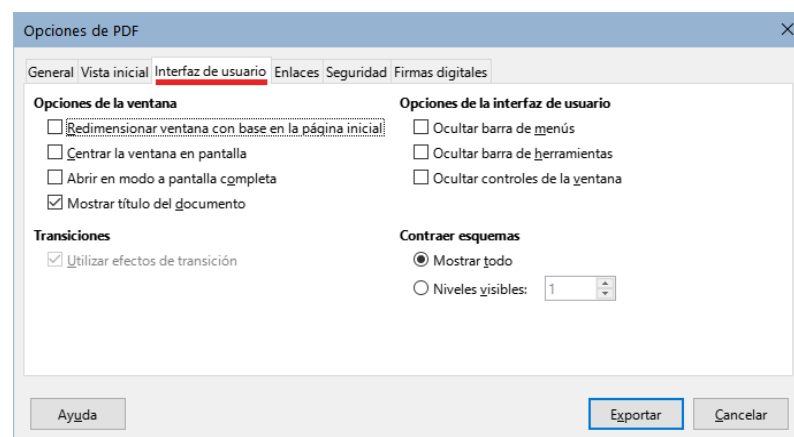 Opciones de PDF
General Vista inicial Interfaz de usuario Enlaces Seguridad Firmas digitales
Opciones de la ventana
Redimensionar ventana con base en la página inicial
Centrar la ventana en pantalla
Abrir en modo a pantalla completa
Mostrar título del documento
Transiciones
Utilizar efectos de transición
Opciones de la interfaz de usuario
Ocultar barra de menús
Ocultar barra de herramientas
Ocultar controles de la ventana
Contraer esquemas
Mostrar todo
Niveles visibles: 1
Ayuda Exportar Cancelar